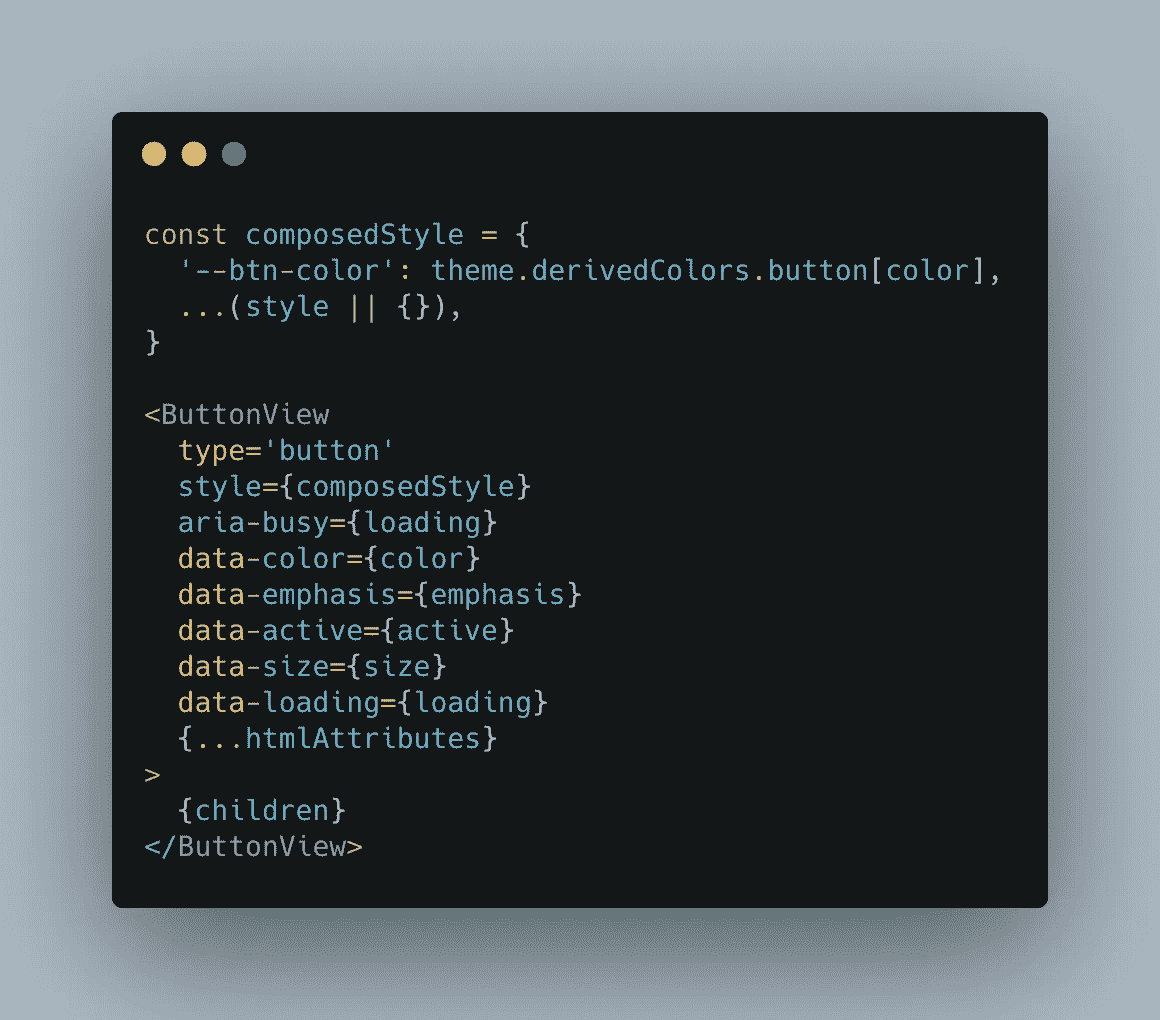 const composedStyle = {
  '--btn-color': theme.derivedColors.button[color],
  ...(style || {}),
}

<ButtonView
  type='button'
  style={composedStyle}
  aria-busy={loading}
  data-color={color}
  data-emphasis={emphasis}
  data-active={active}
  data-size={size}
  data-loading={loading}
  {...htmlAttributes}
>
  {children}
</ButtonView>